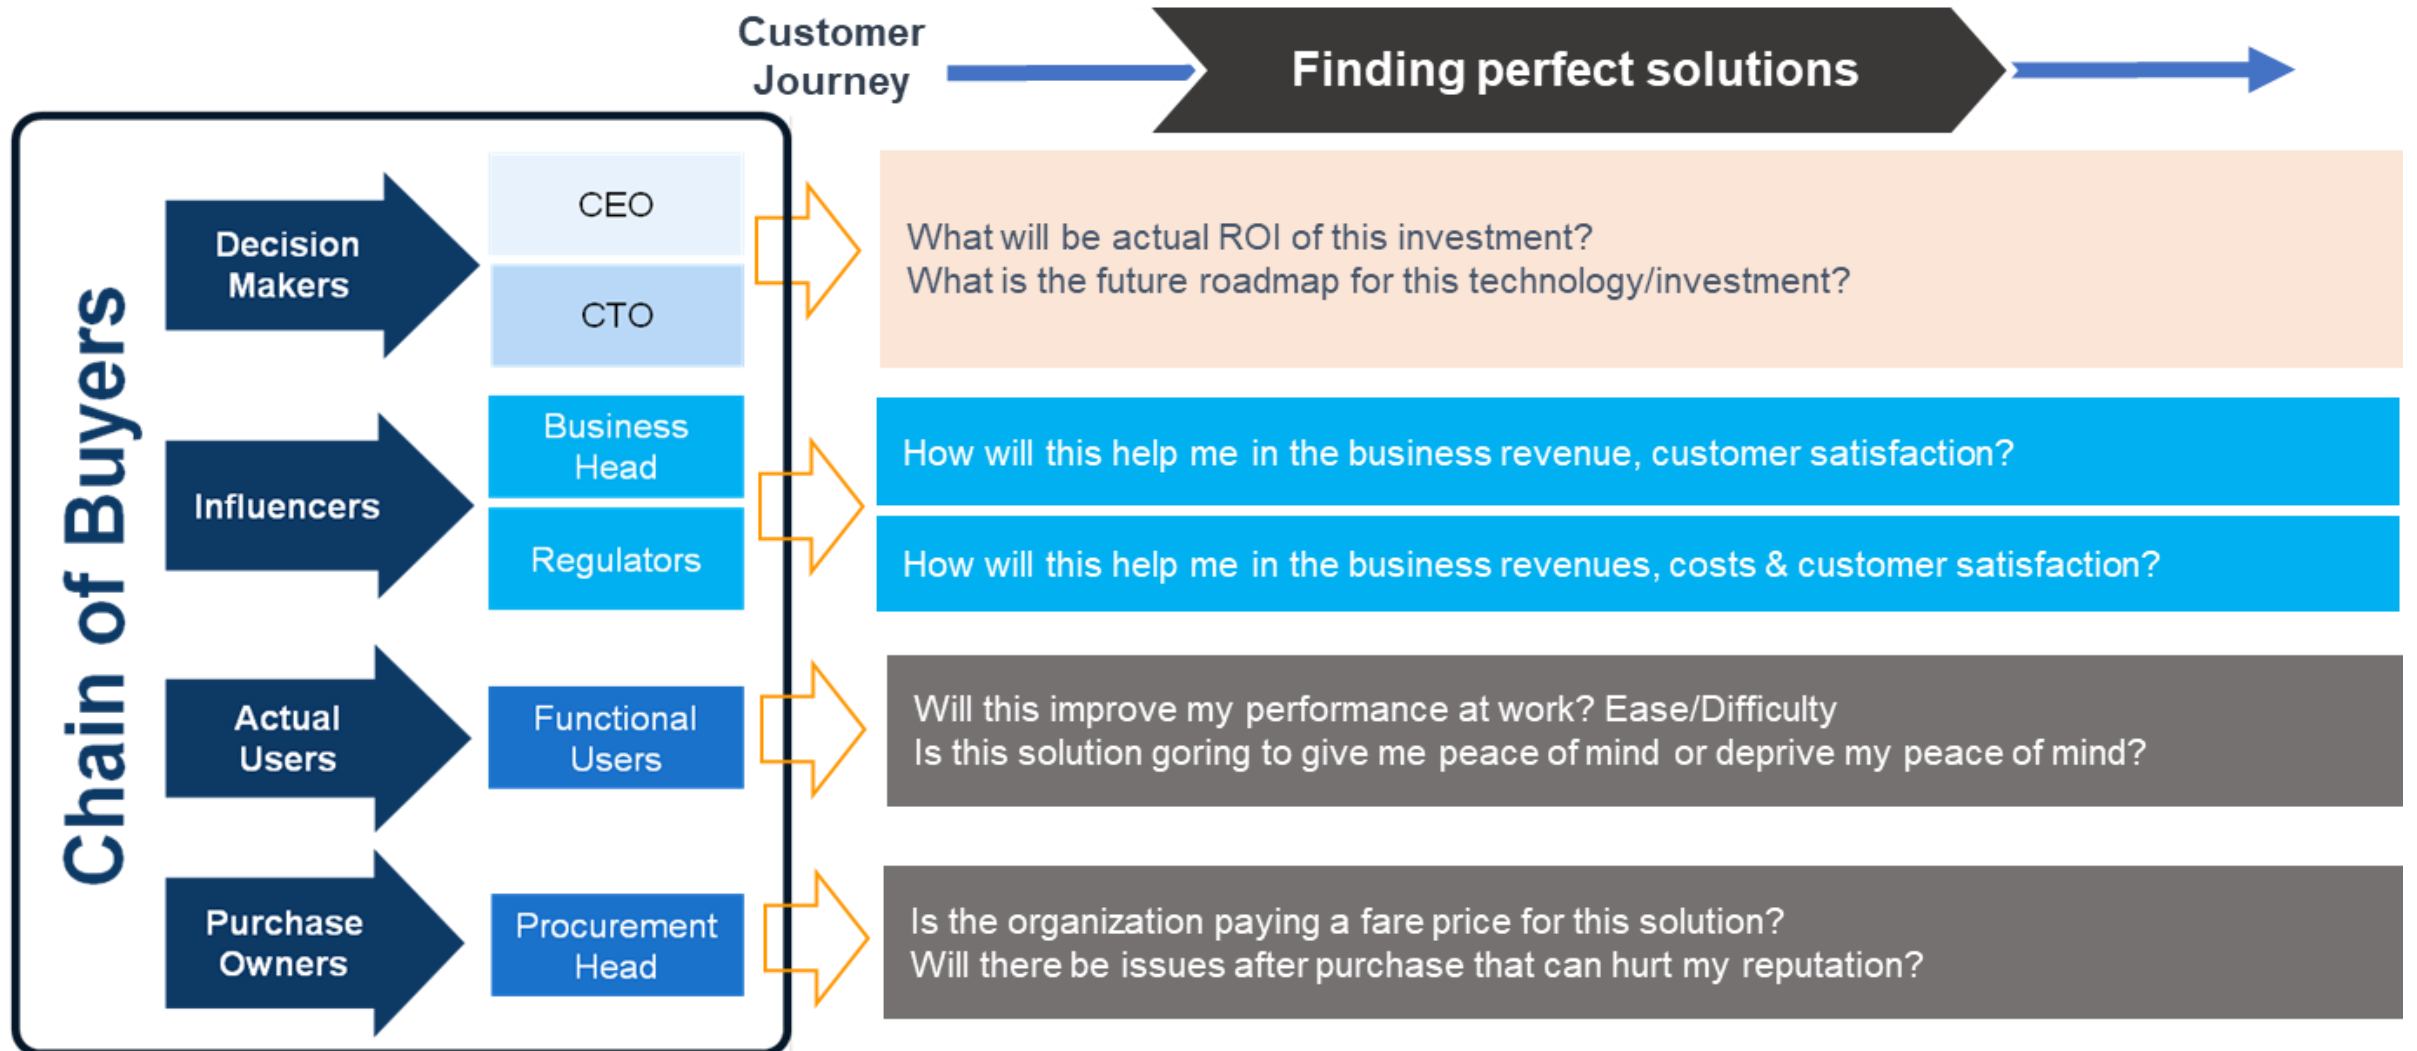 Customer
Journey
Finding perfect solutions
Chain of Buyers
Decision
Makers
CEO
CTO
What will be actual ROI of this investment?
What is the future roadmap for this technology/investment?
Influencers
Business
Head
Regulators
How will this help me in the business revenue, customer satisfaction?
How will this help me in the business revenues, costs & customer satisfaction?
Actual
Users
Functional
Users
Will this improve my performance at work? Ease/Difficulty
Is this solution goring to give me peace of mind or deprive my peace of mind?
Purchase
Owners
Procurement
Head
Is the organization paying a fare price for this solution?
Will there be issues after purchase that can hurt my reputation?